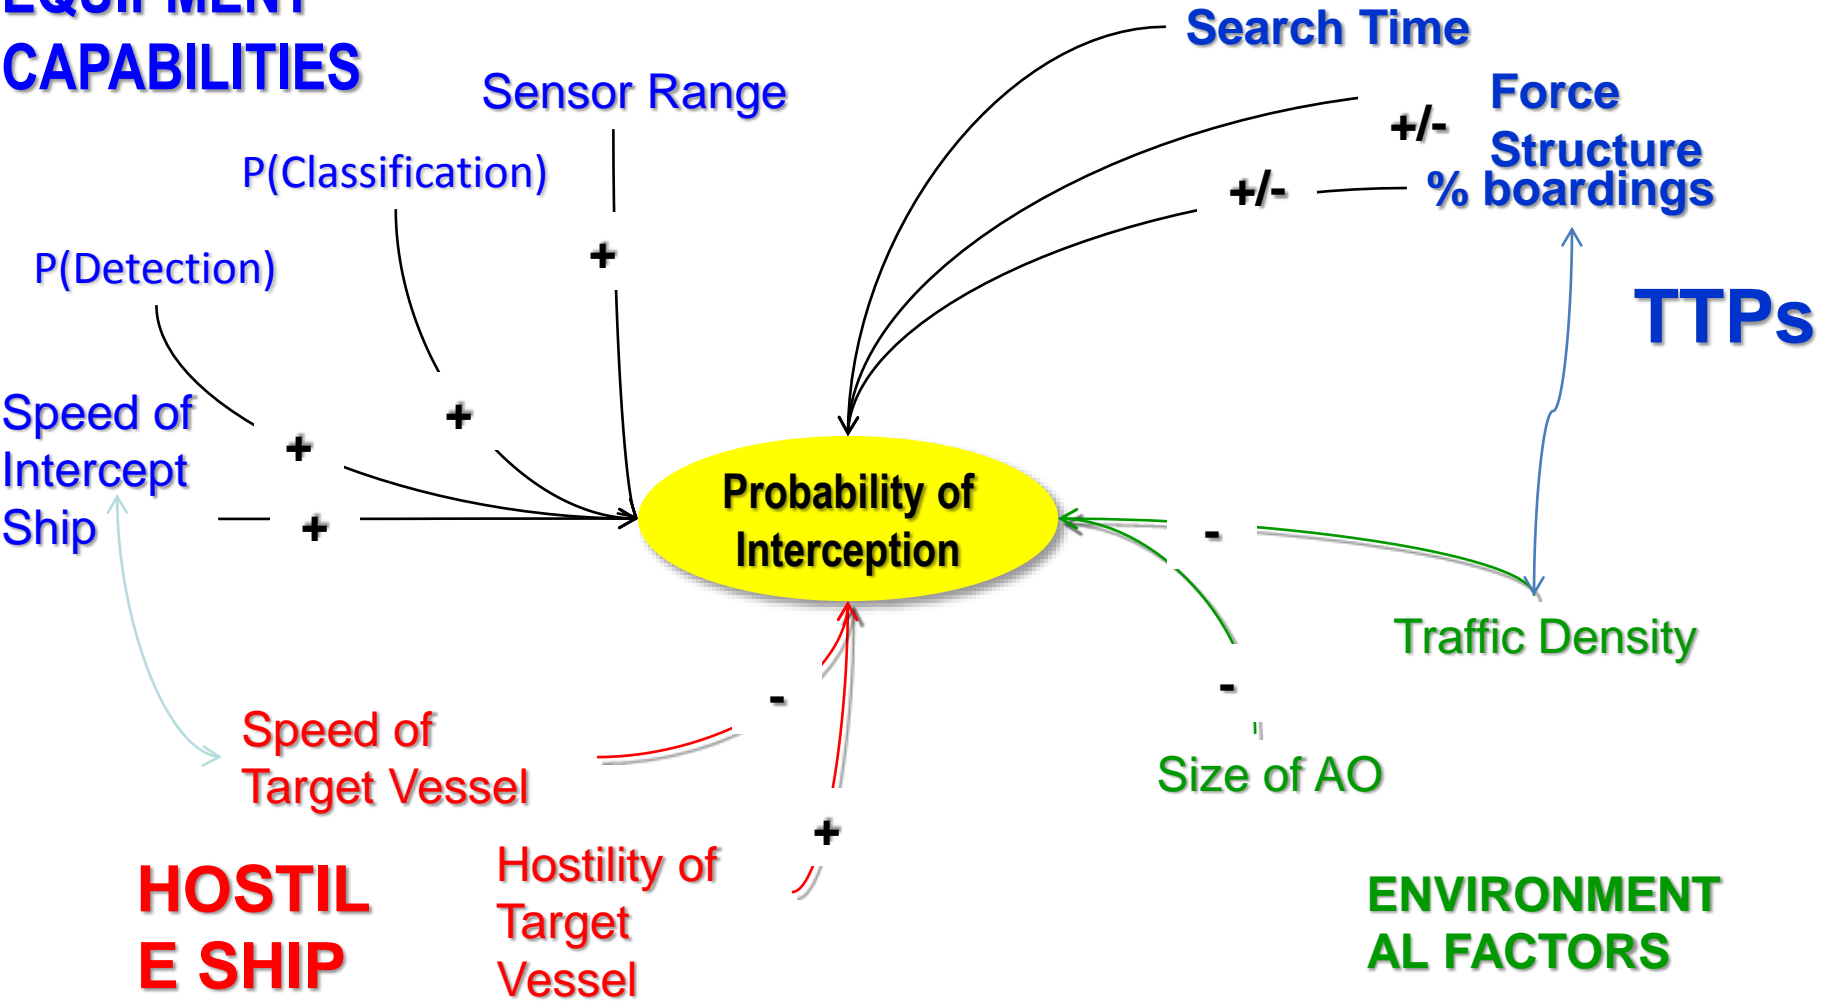 EQUIPMENT
CAPABILITIES
Sensor Range
P(Classification)
P(Detection)
Speed of
Intercept
Ship
+
+
+
+
Search Time
Force
Structure
+/-
% boardings
+/-
TTPs
Probability of
Interception
-
Traffic Density
-
Size of AO
-
Speed of
Target Vessel
+
Hostility of
Target
Vessel
HOSTIL
E SHIP
ENVIRONMENT
AL FACTORS